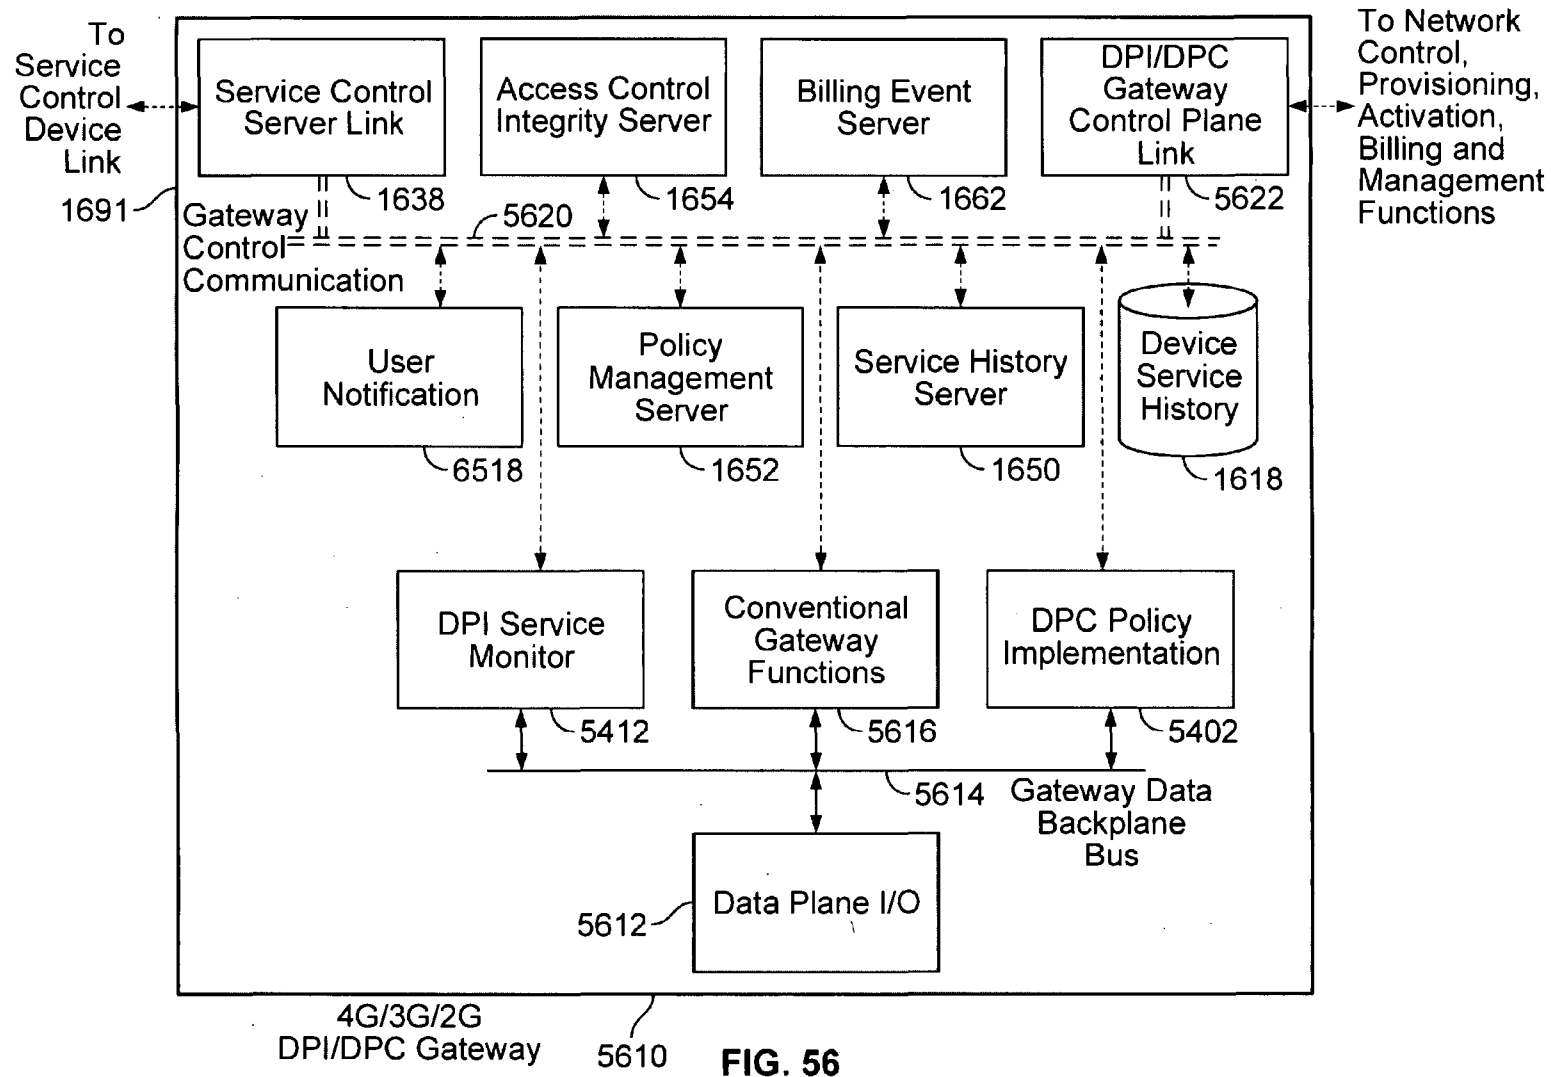 To
Service
Control
Device
Link
1691
Service Control
Server Link
1638
Access Control
Integrity Server
1654
Billing Event
Server
1662
DPI/DPC
Gateway
Control Plane
Link
5622
To Network
Control,
Provisioning,
Activation,
Billing and
Management
Functions
Gateway
Control
Communication
5620
User
Notification
6518
Policy
Management
Server
1652
Service History
Server
1650
Device
Service
History
1618
DPI Service
Monitor
5412
Conventional
Gateway
Functions
5616
DPC Policy
Implementation
5402
5614
Gateway Data
Backplane
Bus
Data Plane I/O
5612
4G/3G/2G
DPI/DPC Gateway
5610
FIG. 56